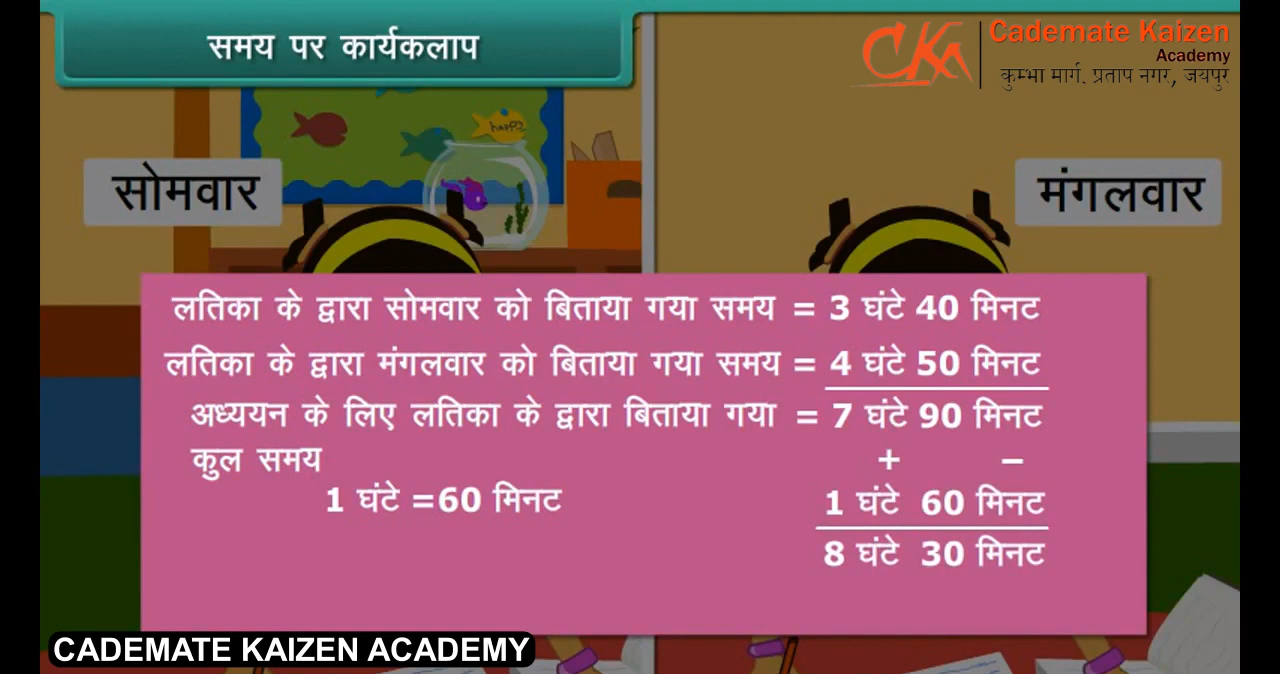 समय पर कार्यकलाप
Cademate Kaizen
Academy
कुम्भा मार्ग. प्रताप नगर, जयपुर
CKA
happy
सोमवार
मंगलवार
लतिका के द्वारा सोमवार को बिताया गया समय = 3 घंटे 40 मिनट
लतिका के द्वारा मंगलवार को बिताया गया समय = 4 घंटे 50 मिनट
अध्ययन के लिए लतिका के द्वारा बिताया गया = 7 घंटे 90 मिनट
कुल समय + −
1 घंटे =60 मिनट 1 घंटे 60 मिनट
8 घंटे 30 मिनट
CADEMATE KAIZEN ACADEMY